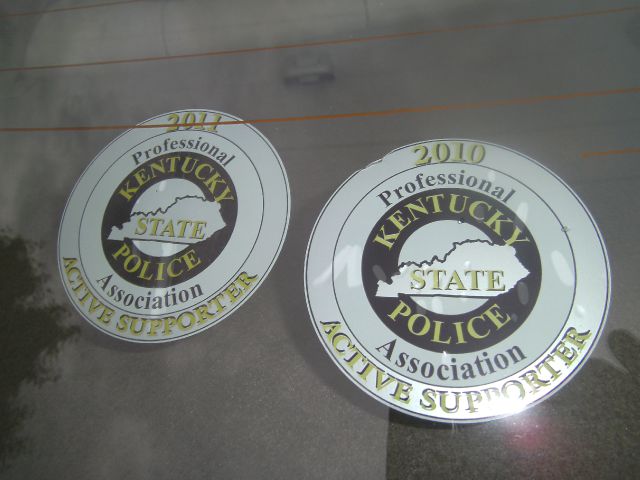 2011
Professional
KENTUCKY
STATE
POLICE
Association
ACTIVE SUPPORTER
2010
Professional
KENTUCKY
STATE
POLICE
Association
ACTIVE SUPPORTER